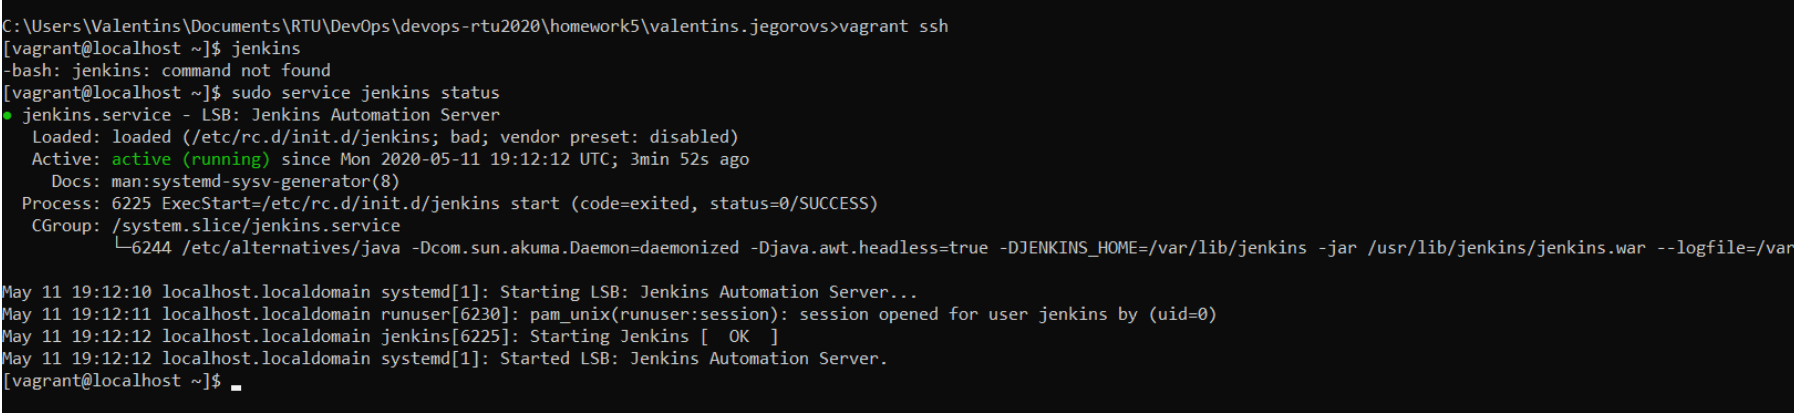 C:\Users\Valentins\Documents\RTU\DevOps\devops-rtu2020\homework5\valentins.jegorovs>vagrant ssh
[vagrant@localhost ~]$ jenkins
-bash: jenkins: command not found
[vagrant@localhost ~]$ sudo service jenkins status
● jenkins.service - LSB: Jenkins Automation Server
   Loaded: loaded (/etc/rc.d/init.d/jenkins; bad; vendor preset: disabled)
   Active: active (running) since Mon 2020-05-11 19:12:12 UTC; 3min 52s ago
     Docs: man:systemd-sysv-generator(8)
  Process: 6225 ExecStart=/etc/rc.d/init.d/jenkins start (code=exited, status=0/SUCCESS)
   CGroup: /system.slice/jenkins.service
           └─6244 /etc/alternatives/java -Dcom.sun.akuma.Daemon=daemonized -Djava.awt.headless=true -DJENKINS_HOME=/var/lib/jenkins -jar /usr/lib/jenkins/jenkins.war --logfile=/var
May 11 19:12:10 localhost.localdomain systemd[1]: Starting LSB: Jenkins Automation Server...
May 11 19:12:11 localhost.localdomain runuser[6230]: pam_unix(runuser:session): session opened for user jenkins by (uid=0)
May 11 19:12:12 localhost.localdomain jenkins[6225]: Starting Jenkins [  OK  ]
May 11 19:12:12 localhost.localdomain systemd[1]: Started LSB: Jenkins Automation Server.
[vagrant@localhost ~]$